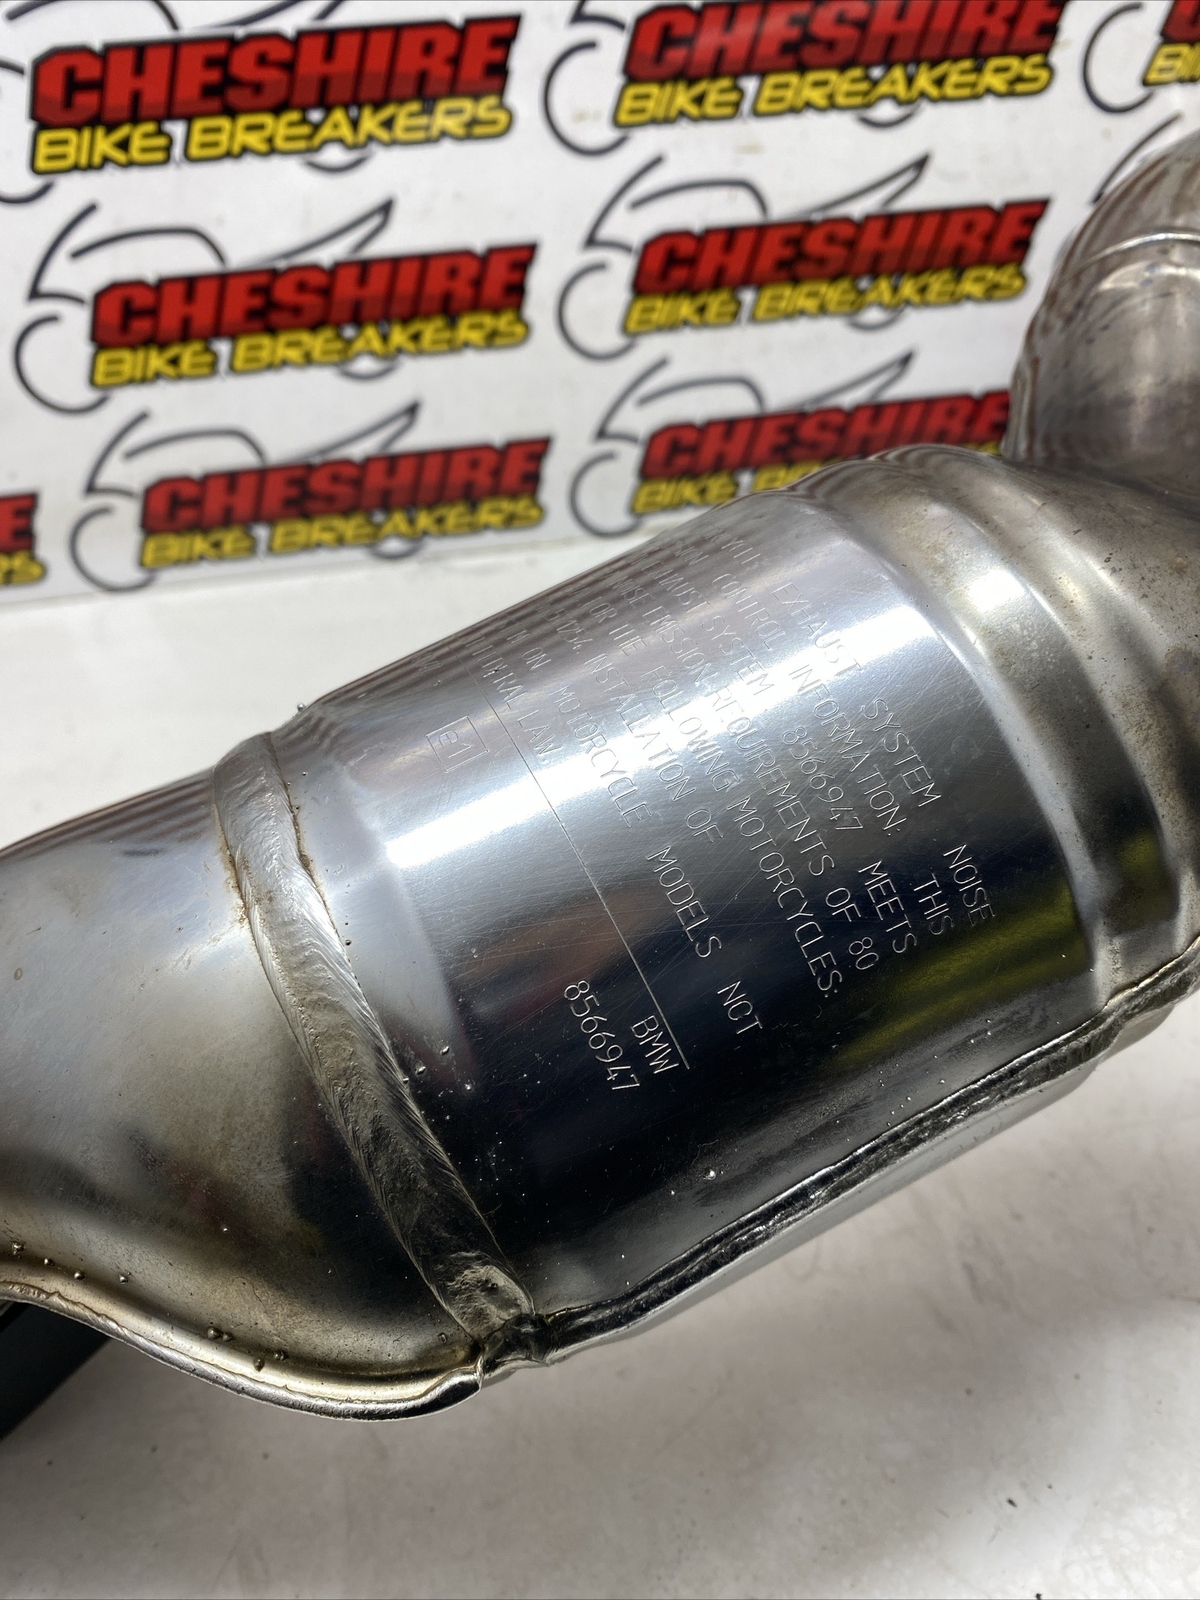 CHESHIRE
BIKE BREAKERS
CHESHIRE
BIKE BREAKERS
CHESHIRE
BIKE BREAKERS
CHESHIRE
BIKE BREAKERS
CHESHIRE
BIKE BREAKERS
CHESHIRE
BIKE BREAKERS
EXHAUST SYSTEM NOISE
CONTROL INFORMATION: THIS
SYSTEM 8566947 MEETS
EMISSION REQUIREMENTS OF 80
FOR THE FOLLOWING MOTORCYCLES:
INSTALLATION OF
ON MOTORCYCLE MODELS NOT
LAW
BMW
e1 8566947